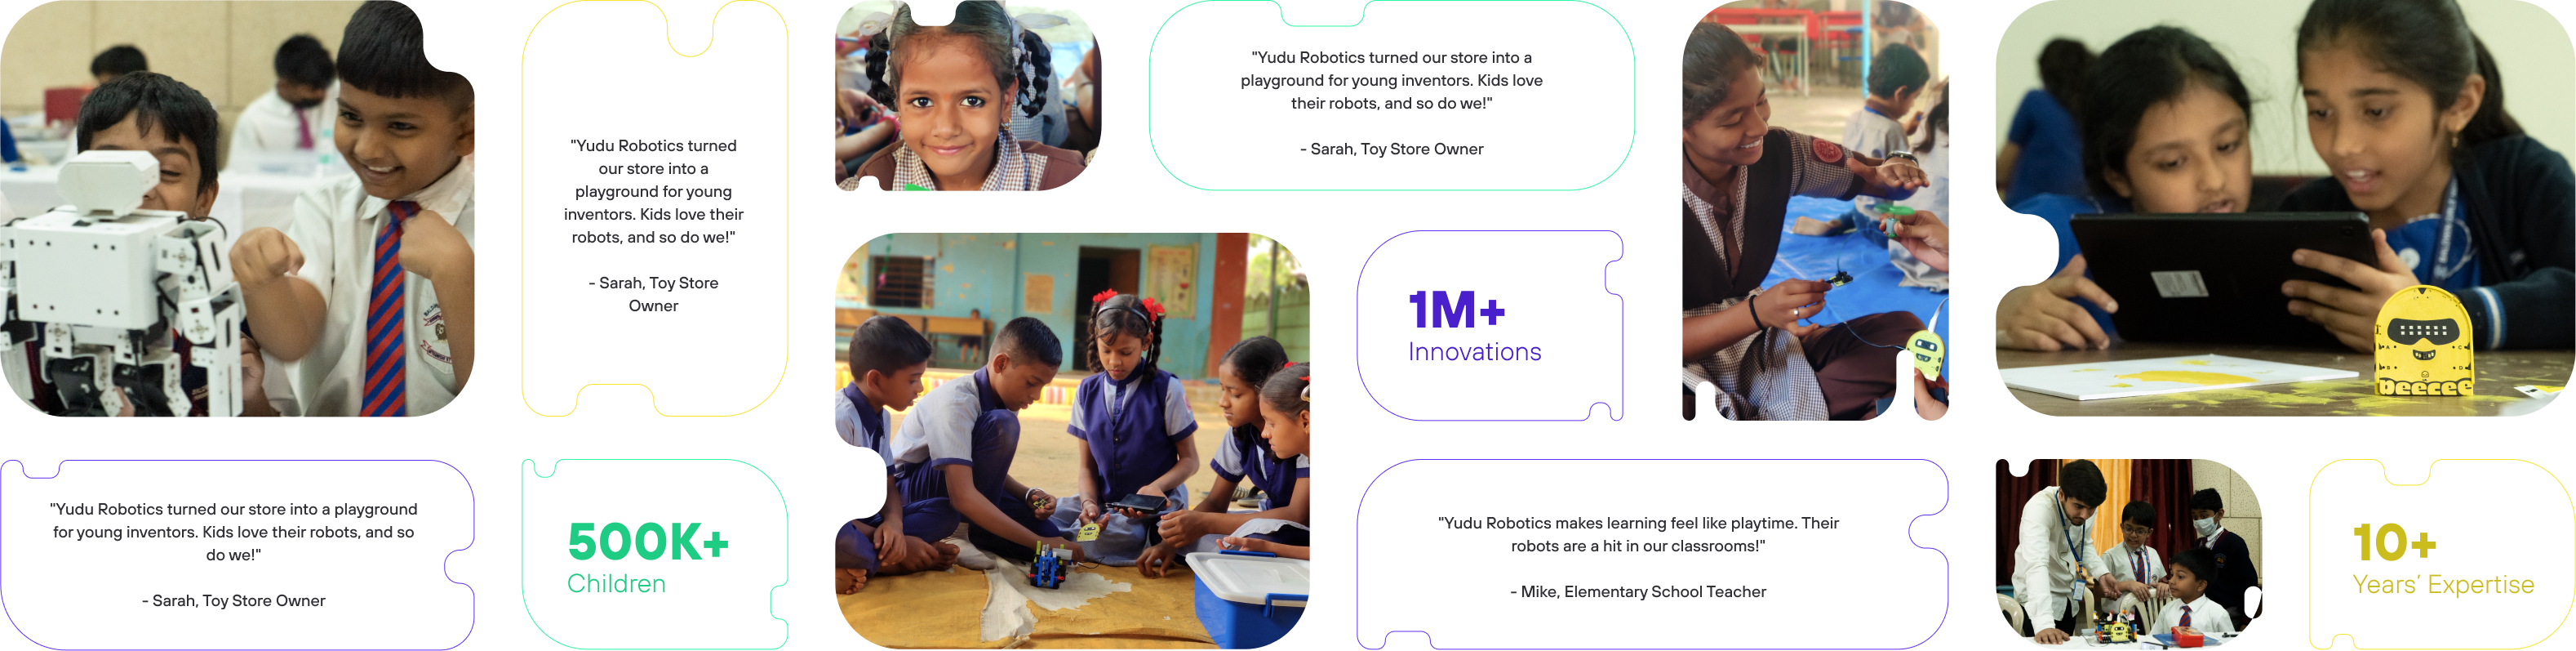 "Yudu Robotics turned
our store into a
playground for young
inventors. Kids love their
robots, and so do we!"
- Sarah, Toy Store
Owner
"Yudu Robotics turned our store into a
playground for young inventors. Kids love
their robots, and so do we!"
- Sarah, Toy Store Owner
1M+
Innovations
beecee
"Yudu Robotics turned our store into a playground
for young inventors. Kids love their robots, and so
do we!"
- Sarah, Toy Store Owner
500K+
Children
"Yudu Robotics makes learning feel like playtime. Their
robots are a hit in our classrooms!"
- Mike, Elementary School Teacher
10+
Years' Expertise